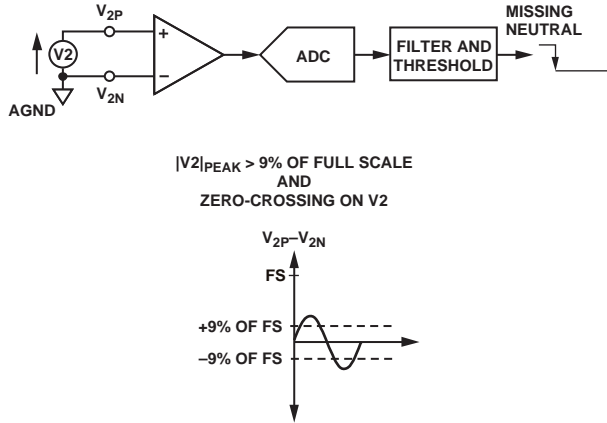 V2P
V2
+
–
V2N
AGND
ADC
FILTER AND
THRESHOLD
MISSING
NEUTRAL
|V2|PEAK > 9% OF FULL SCALE
AND
ZERO-CROSSING ON V2
V2P–V2N
FS
+9% OF FS
–9% OF FS